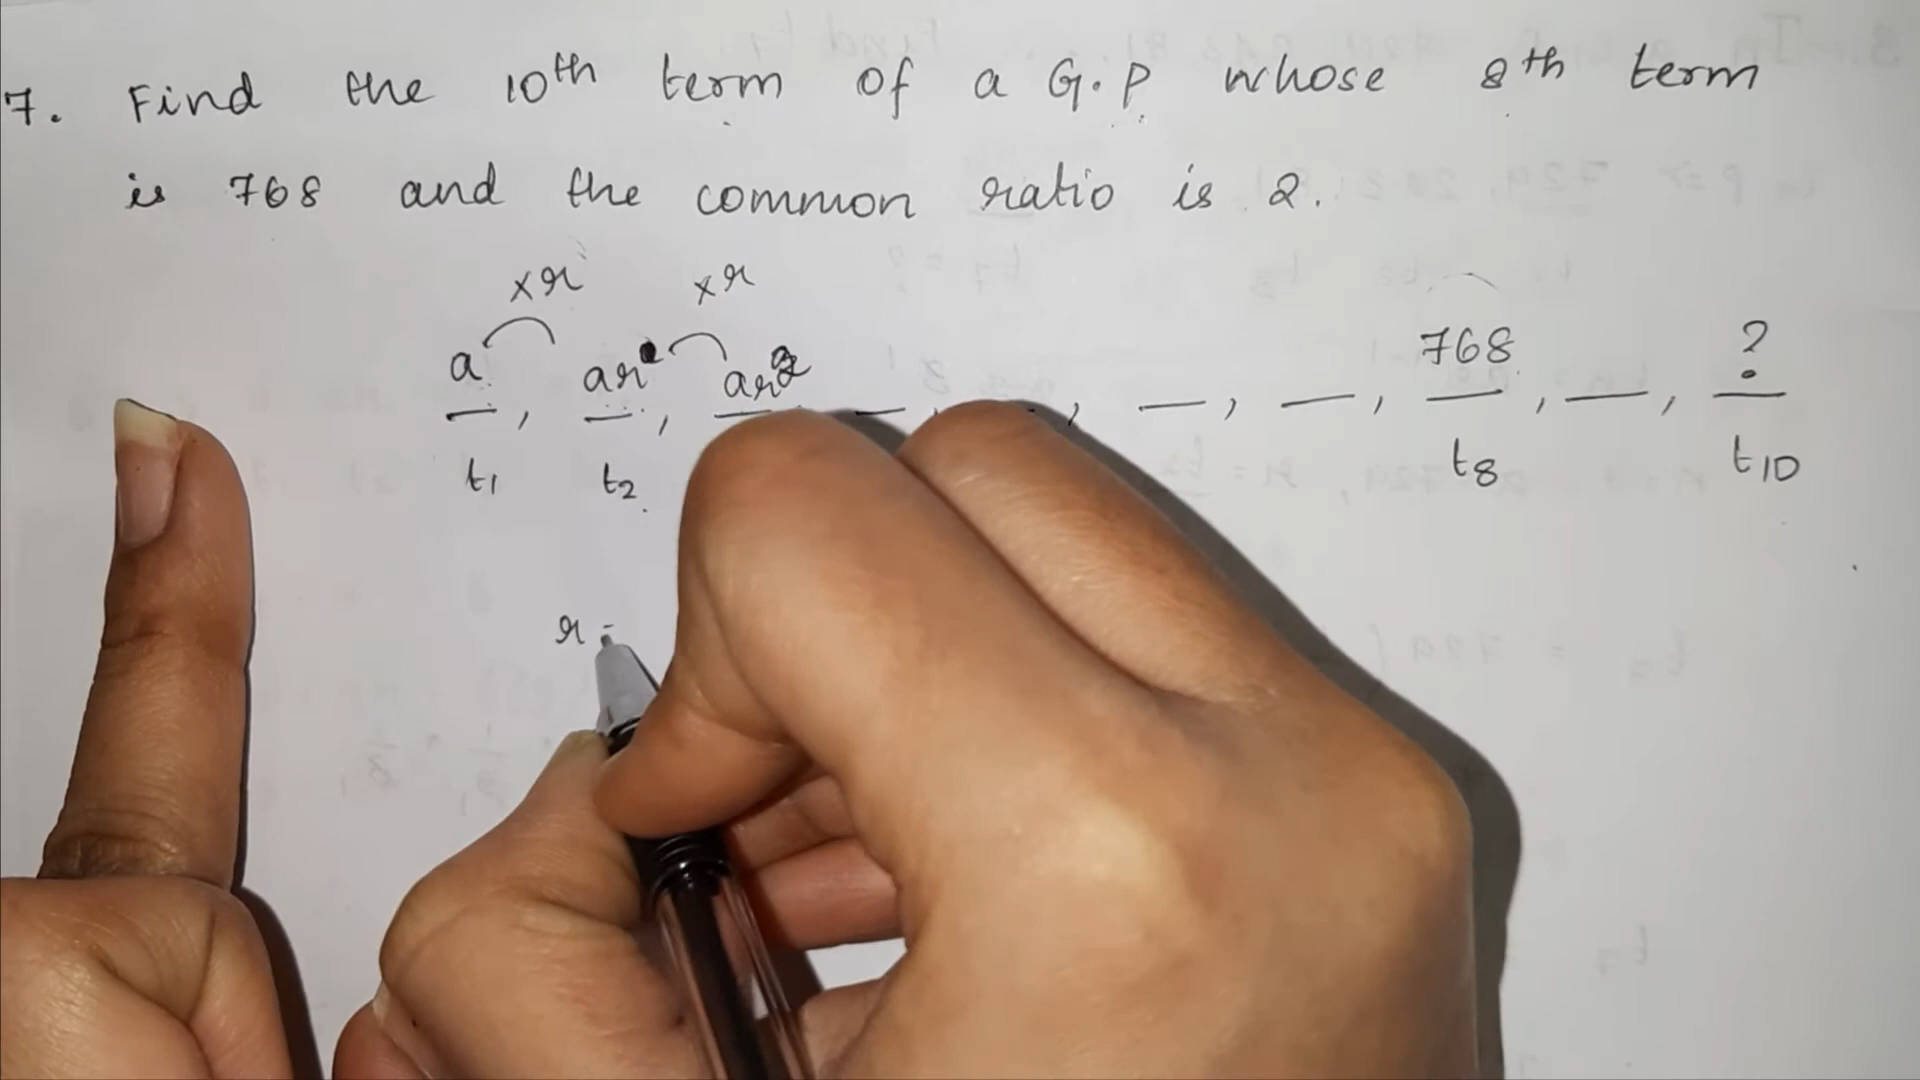 7. Find the 10th term of a G.P whose 8th term
is 768 and the common ratio is 2.
×r ×r
a, ar, ar2, 768, ?
t1 t2 t8 t10
r =